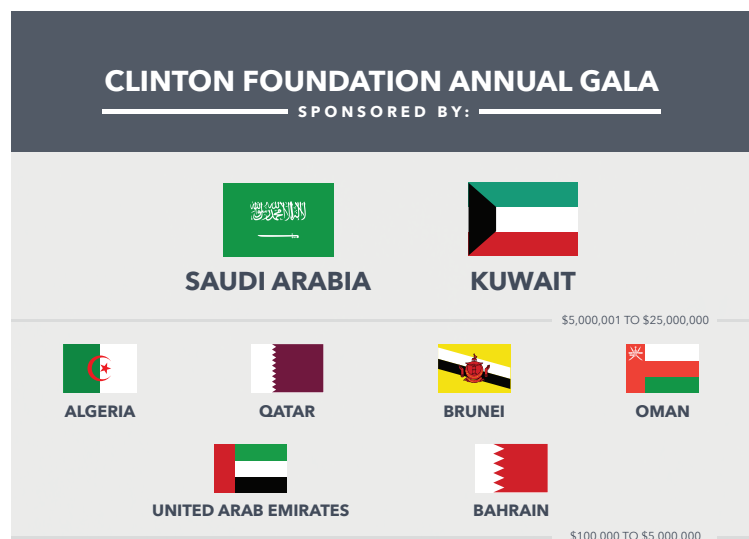 CLINTON FOUNDATION ANNUAL GALA
SPONSORED BY:
SAUDI ARABIA
KUWAIT
$5,000,001 TO $25,000,000
ALGERIA
QATAR
BRUNEI
OMAN
UNITED ARAB EMIRATES
BAHRAIN
$100,000 TO $5,000,000